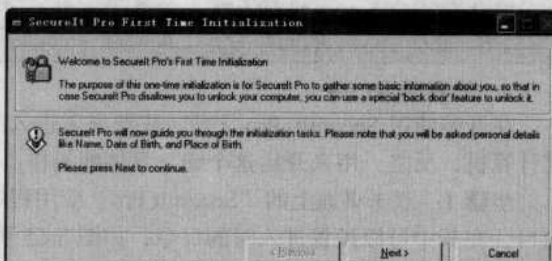 SecureIt Pro First Time Initialization
Welcome to SecureIt Pro's First Time Initialization
The purpose of this one-time initialization is for SecureIt Pro to gather some basic information about you, so that in
case SecureIt Pro disallows you to unlock your computer, you can use a special 'back door' feature to unlock it.
SecureIt Pro will now guide you through the initialization tasks. Please note that you will be asked personal details
like Name, Date of Birth, and Place of Birth.
Please press Next to continue.
< Previous Next > Cancel